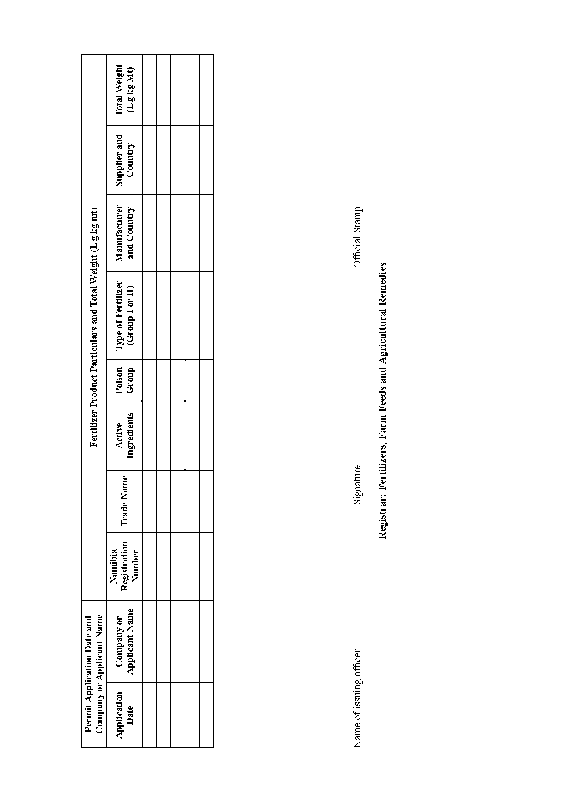 Permit Application Date and
Company or Applicant Name
Fertilizer Product Particulars and Total Weight (L g kg mt)
Application
Date
Company or
Applicant Name
Namibia
Registration
Number
Trade Name
Active
Ingredients
Poison
Group
Type of Fertilizer
(Group I or II)
Manufacturer
and Country
Supplier and
Country
Total Weight
(L g kg Mt)
Name of issuing officer
Signature
Official Stamp
Registrar: Fertilizers, Farm Feeds and Agricultural Remedies